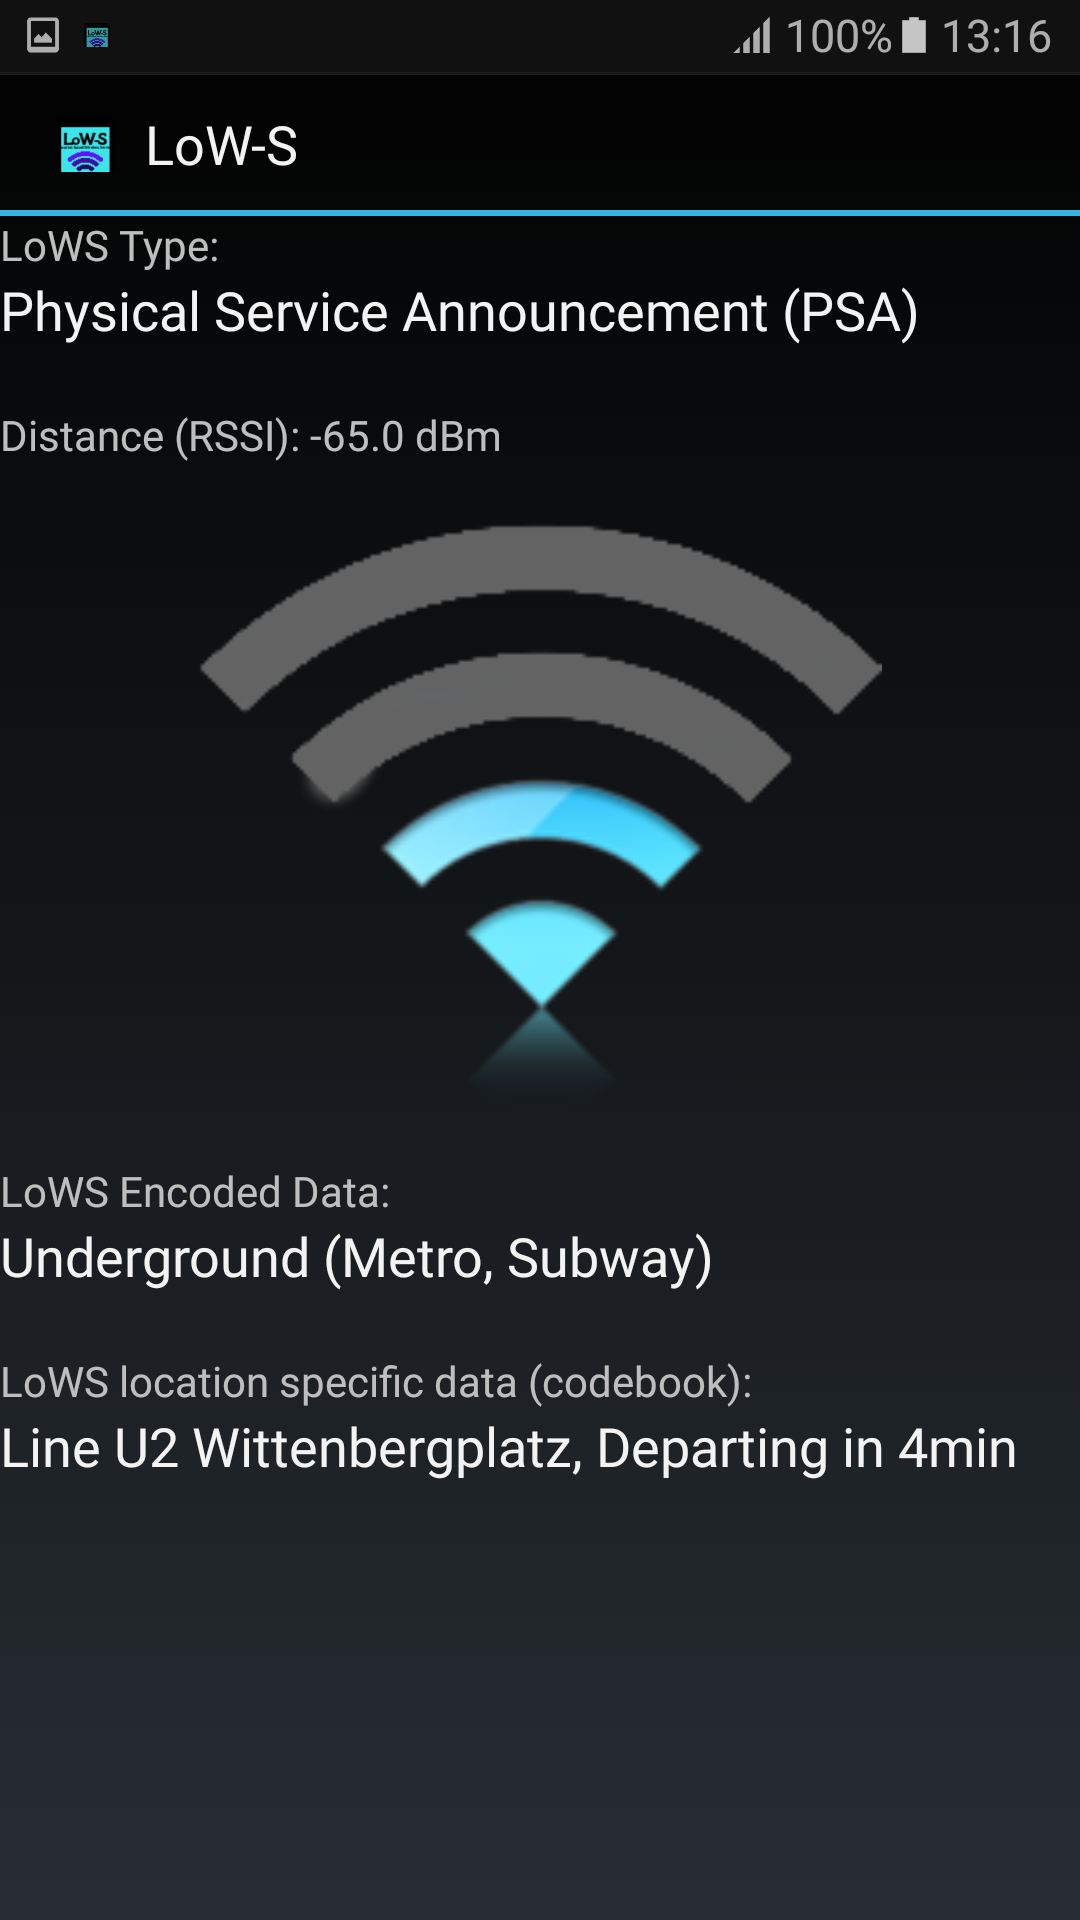 100% 13:16
LoW-S
LoW-S
LoWS Type:
Physical Service Announcement (PSA)
Distance (RSSI): -65.0 dBm
LoWS Encoded Data:
Underground (Metro, Subway)
LoWS location specific data (codebook):
Line U2 Wittenbergplatz, Departing in 4min